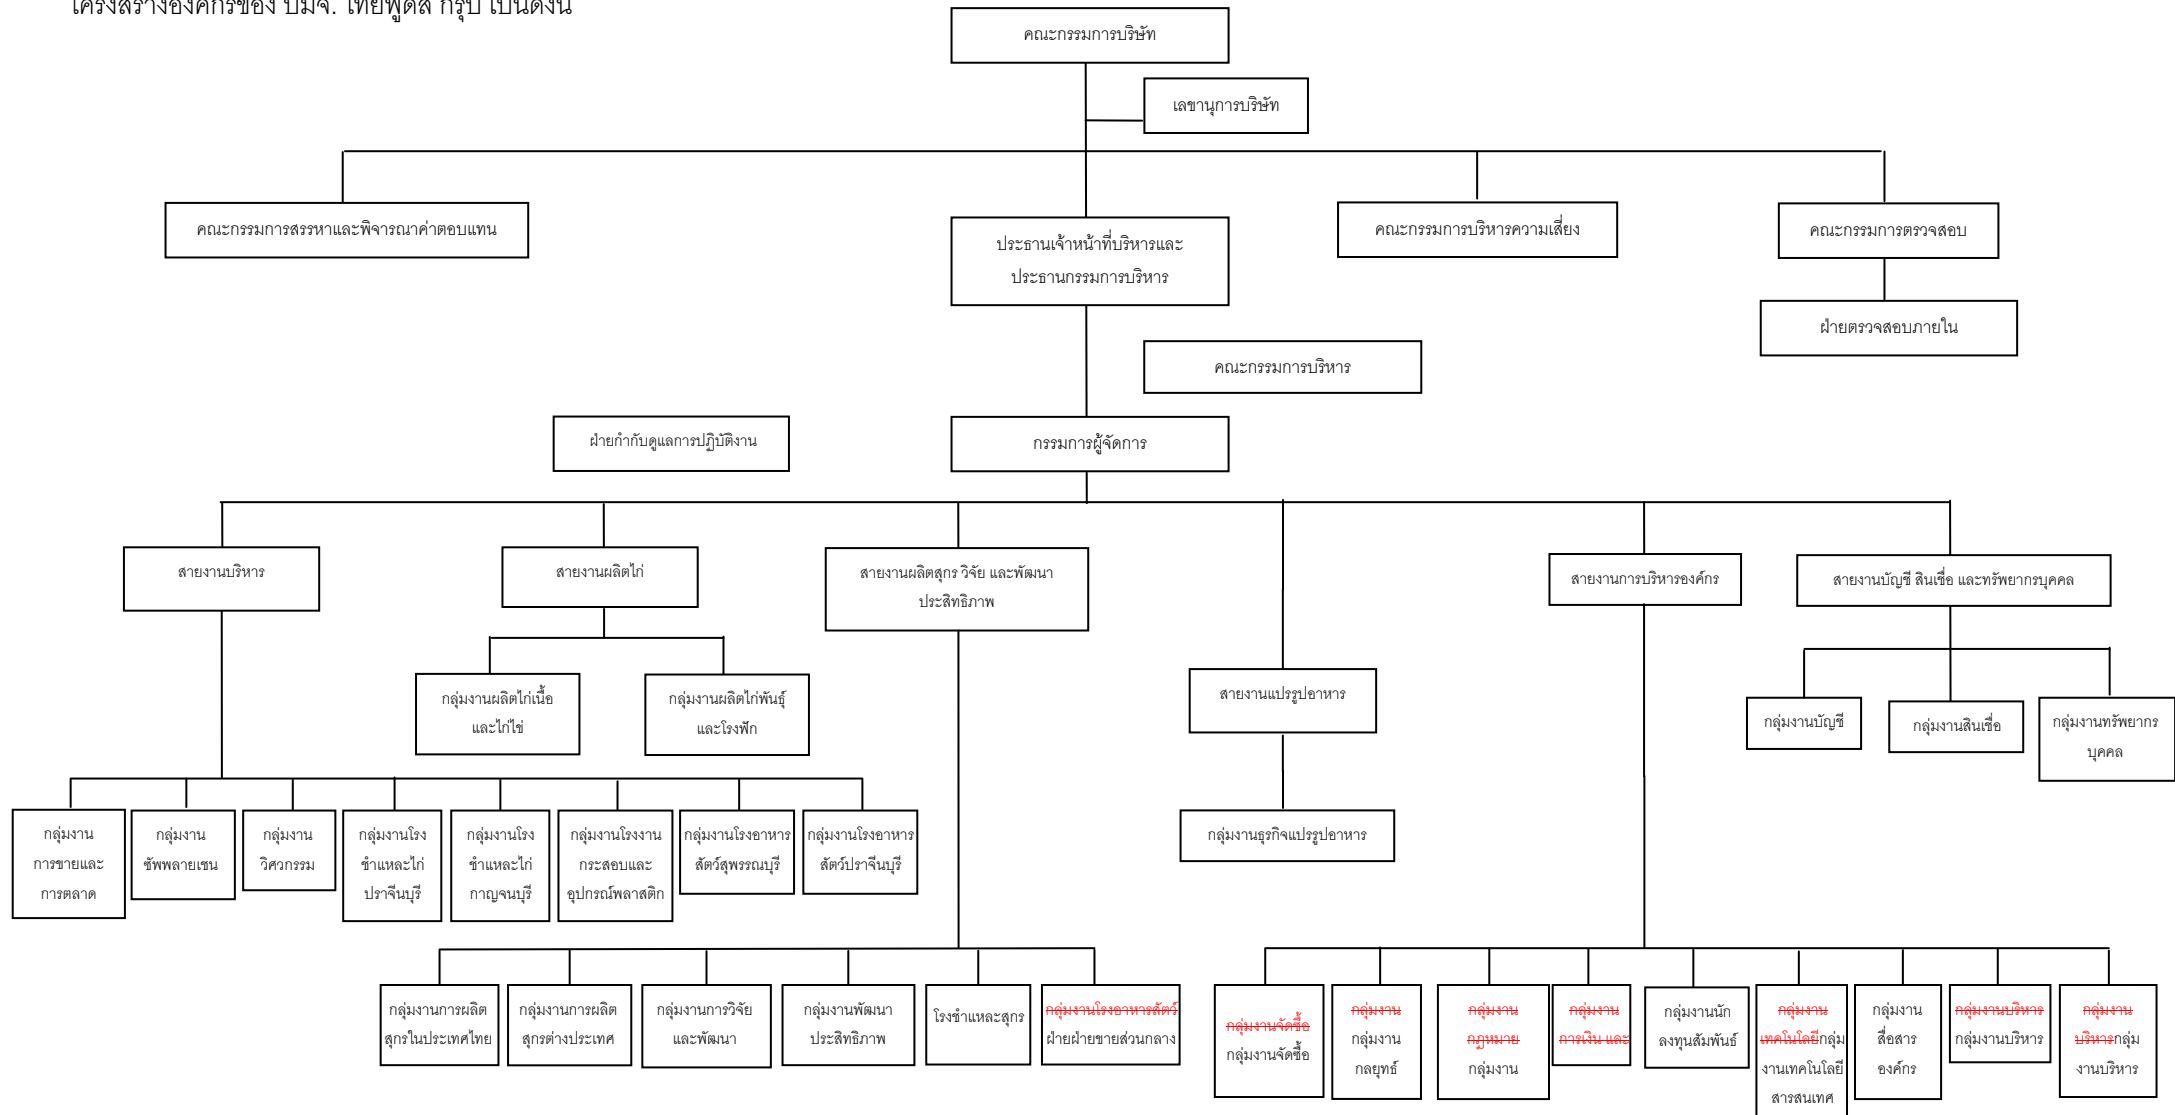 โครงสร้างองค์กรของ บมจ. ไทยฟู้ดส์ กรุ๊ป เป็นดังนี้
คณะกรรมการบริษัท
เลขานุการบริษัท
คณะกรรมการสรรหาและพิจารณาค่าตอบแทน
ประธานเจ้าหน้าที่บริหารและ
ประธานกรรมการบริหาร
คณะกรรมการบริหารความเสี่ยง
คณะกรรมการตรวจสอบ
ฝ่ายตรวจสอบภายใน
คณะกรรมการบริหาร
ฝ่ายกำกับดูแลการปฏิบัติงาน
กรรมการผู้จัดการ
สายงานบริหาร
สายงานผลิตไก่
สายงานผลิตสุกร วิจัย และพัฒนา
ประสิทธิภาพ
สายงานการบริหารองค์กร
สายงานบัญชี สินเชื่อ และทรัพยากรบุคคล
กลุ่มงานผลิตไก่เนื้อ
และไก่ไข่
กลุ่มงานผลิตไก่พันธุ์
และโรงฟัก
สายงานแปรรูปอาหาร
กลุ่มงานบัญชี
กลุ่มงานสินเชื่อ
กลุ่มงานทรัพยากร
บุคคล
กลุ่มงาน
การขายและ
การตลาด
กลุ่มงาน
ซัพพลายเชน
กลุ่มงาน
วิศวกรรม
กลุ่มงานโรง
ชำแหละไก่
ปราจีนบุรี
กลุ่มงานโรง
ชำแหละไก่
กาญจนบุรี
กลุ่มงานโรงงาน
กระสอบและ
อุปกรณ์พลาสติก
กลุ่มงานโรงอาหาร
สัตว์สุพรรณบุรี
กลุ่มงานโรงอาหาร
สัตว์ปราจีนบุรี
กลุ่มงานธุรกิจแปรรูปอาหาร
กลุ่มงานการผลิต
สุกรในประเทศไทย
กลุ่มงานการผลิต
สุกรต่างประเทศ
กลุ่มงานการวิจัย
และพัฒนา
กลุ่มงานพัฒนา
ประสิทธิภาพ
โรงชำแหละสุกร
กลุ่มงานโรงอาหารสัตว์
ฝ่ายฝ่ายขายส่วนกลาง
กลุ่มงานจัดซื้อ
กลุ่มงานจัดซื้อ
กลุ่มงาน
กลุ่มงาน
กลยุทธ์
กลุ่มงาน
กฎหมาย
กลุ่มงาน
กลุ่มงาน
การเงิน และ
กลุ่มงานนัก
ลงทุนสัมพันธ์
กลุ่มงาน
เทคโนโลยีกลุ่ม
งานเทคโนโลยี
สารสนเทศ
กลุ่มงาน
สื่อสาร
องค์กร
กลุ่มงานบริหาร
กลุ่มงานบริหาร
กลุ่มงาน
บริหารกลุ่ม
งานบริหาร